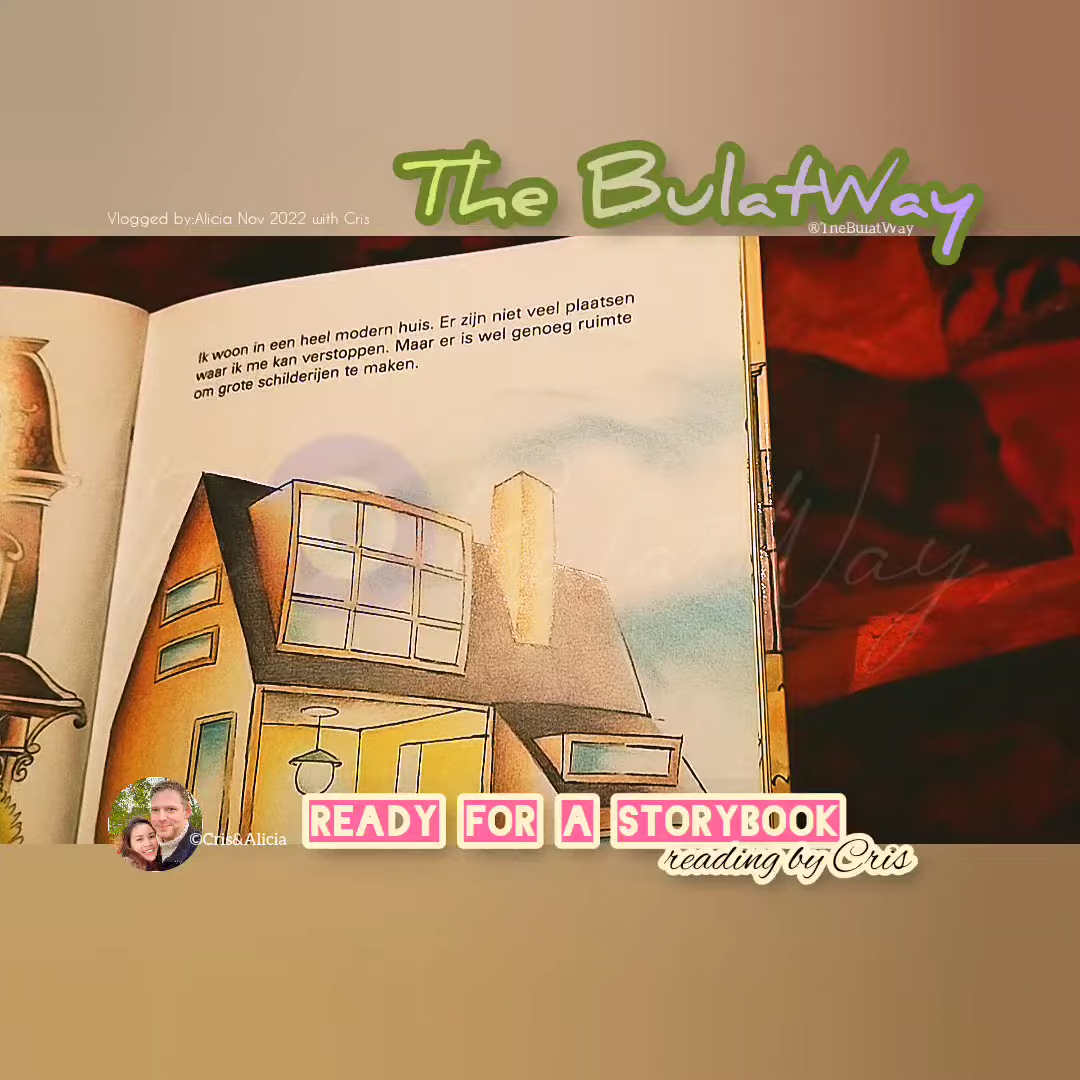 The BulatWay
Vlogged by:Alicia Nov 2022 with Cris
®TheBulatWay
Ik woon in een heel modern huis. Er zijn niet veel plaatsen
waar ik me kan verstoppen. Maar er is wel genoeg ruimte
om grote schilderijen te maken.
©Cris&Alicia
READY FOR A STORYBOOK
reading by Cris